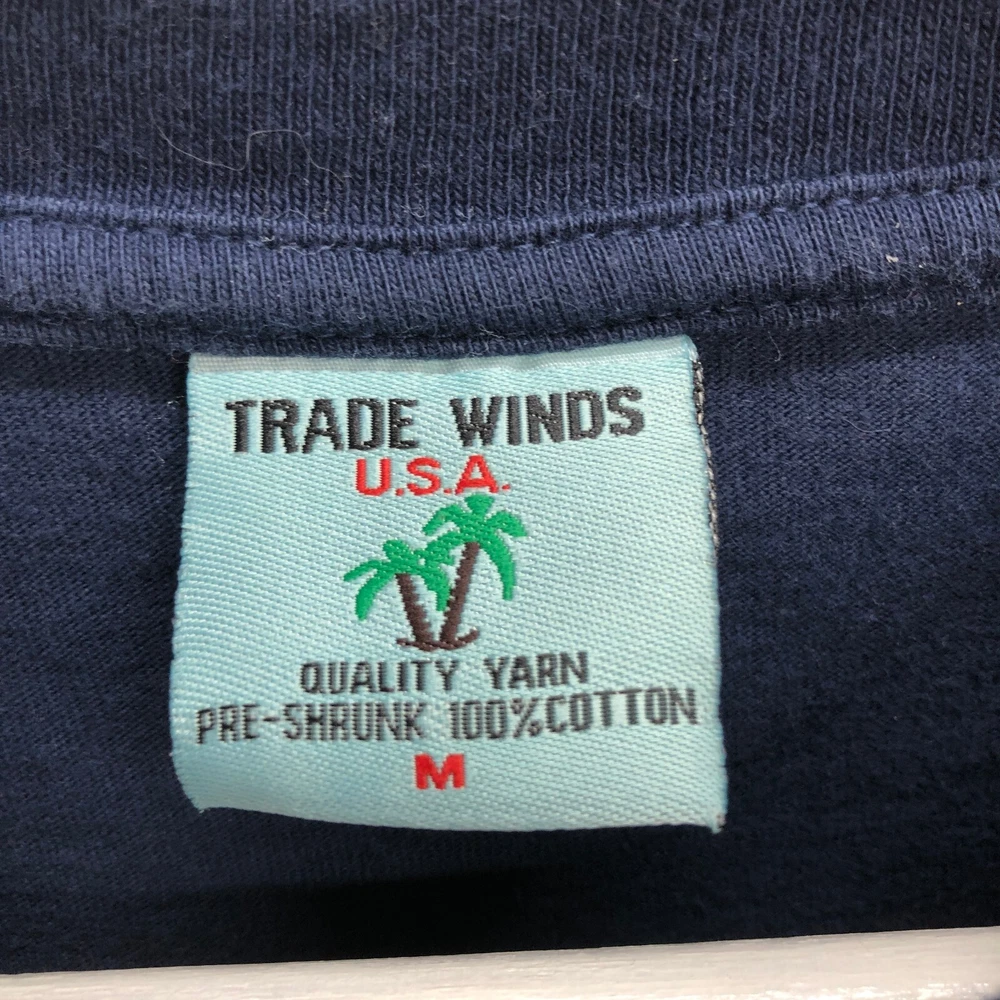 TRADE WINDS
U.S.A.
QUALITY YARN
PRE-SHRUNK 100% COTTON
M